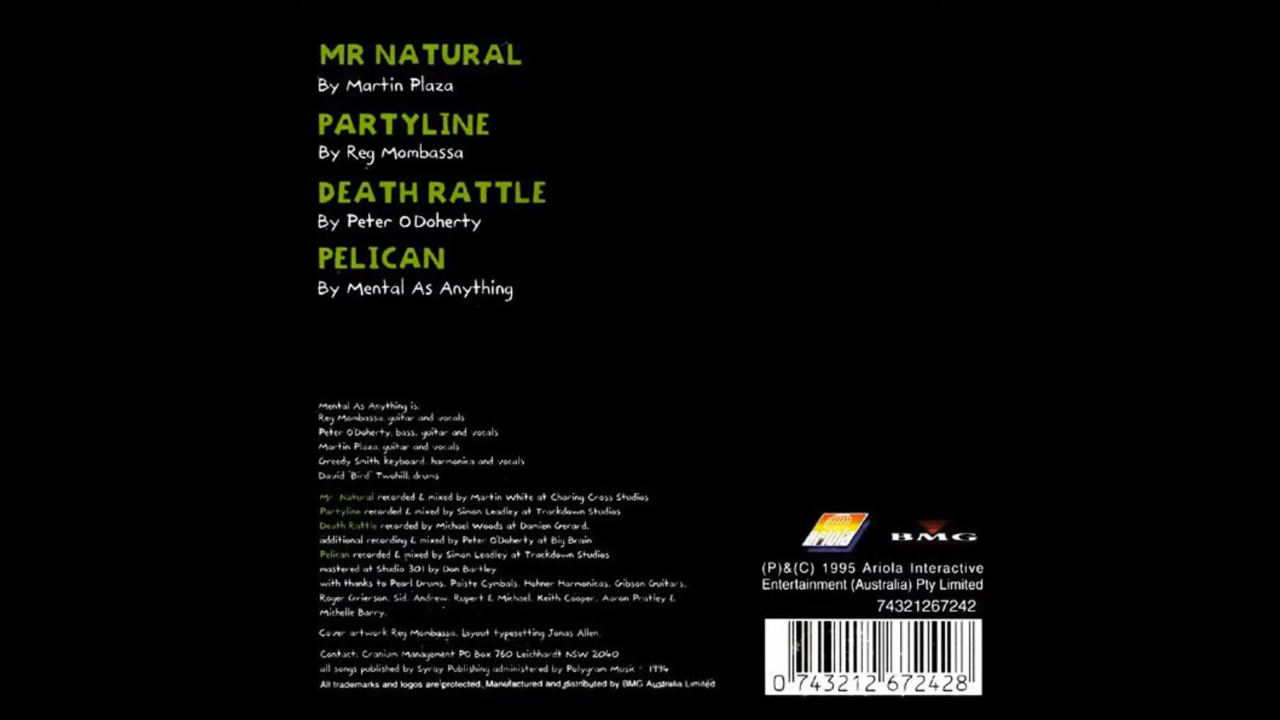 MR NATURAL
By Martin Plaza
PARTYLINE
By Reg Mombassa
DEATH RATTLE
By Peter O'Doherty
PELICAN
By Mental As Anything
Mental As Anything is:
Reg Mombassa, guitar and vocals
Peter O'Doherty, bass, guitar and vocals
Martin Plaza, guitar and vocals
Greedy Smith, keyboard, harmonica and vocals
David "Bird" Twohill, drums
Mr. Natural recorded & mixed by Martin White at Charing Cross Studios
Partyline recorded & mixed by Simon Leadley at Trackdown Studios
Death Rattle recorded by Michael Woods at Damien Gerard,
additional recording & mixed by Peter O'Doherty at Big Brain
Pelican recorded & mixed by Simon Leadley at Trackdown Studios
mastered at Studio 301 by Don Bartley
with thanks to Pearl Drums, Paiste Cymbals, Hohner Harmonicas, Gibson Guitars,
Roger Grierson, Sid, Andrew, Rupert & Michael, Keith Cooper, Aaron Pratley &
Michelle Barry.
Cover artwork Reg Mombassa, layout typesetting Jonas Allen.
Contact: Cranium Management PO Box 760 Leichhardt NSW 2040
all songs published by Syray Publishing administered by Polygram Music - 1994
All trademarks and logos are protected. Manufactured and distributed by BMG Australia Limited
ariola
BMG
(P)&(C) 1995 Ariola Interactive
Entertainment (Australia) Pty Limited
74321267242
0 743212 672428